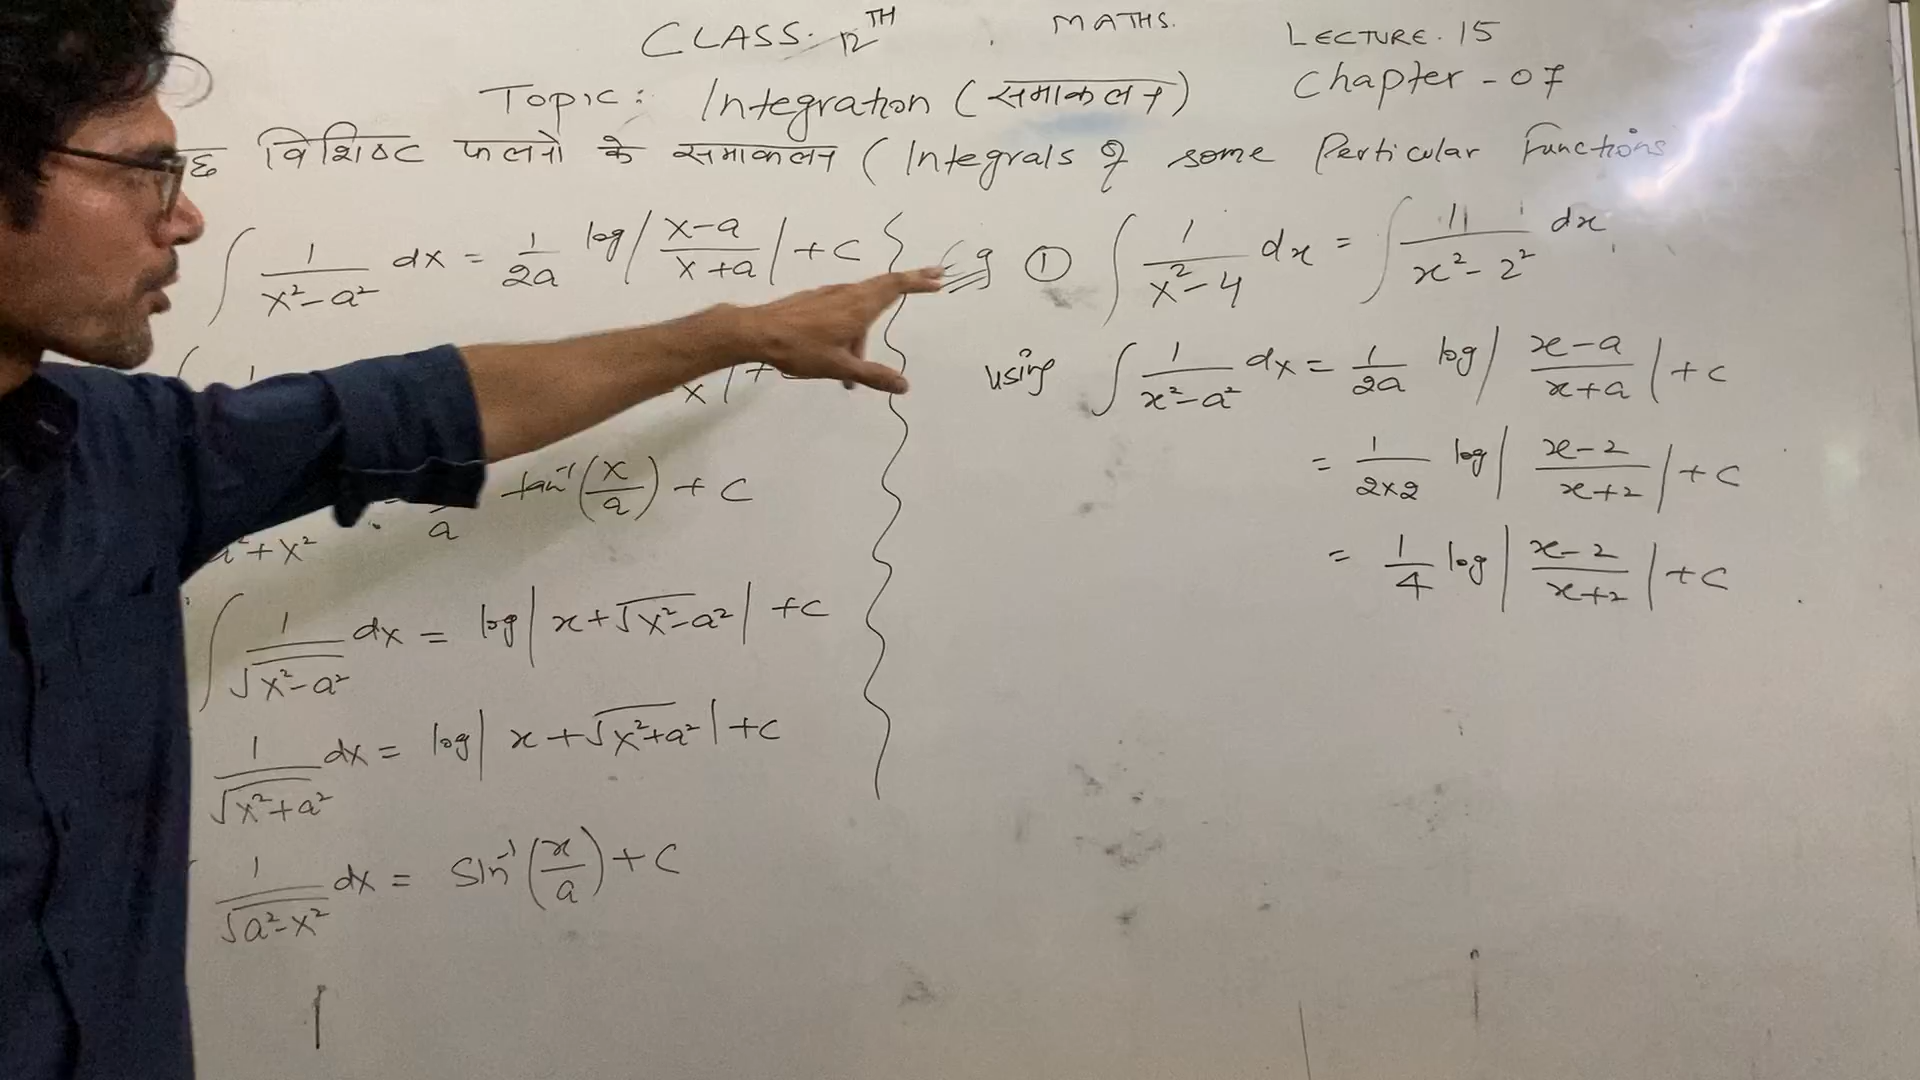 CLASS. 12TH . MATHS. LECTURE. 15
Topic: Integration (समाकलन) Chapter - 07
विशिष्ट फलनो के समाकलन (Integrals of some Perticular Functions
∫ 1/(x²-a²) dx = 1/2a log|(x-a)/(x+a)| + C
a²+x² a tan⁻¹(x/a) + C
∫ 1/√(x²-a²) dx = log|x+√(x²-a²)| + C
1/√(x²+a²) dx = log|x+√(x²+a²)| + C
1/√(a²-x²) dx = Sin⁻¹(x/a) + C
eg ① ∫ 1/(x²-4) dx = ∫ 1/(x²-2²) dx
using ∫ 1/(x²-a²) dx = 1/2a log|(x-a)/(x+a)| + C
= 1/(2×2) log|(x-2)/(x+2)| + C
= 1/4 log|(x-2)/(x+2)| + C